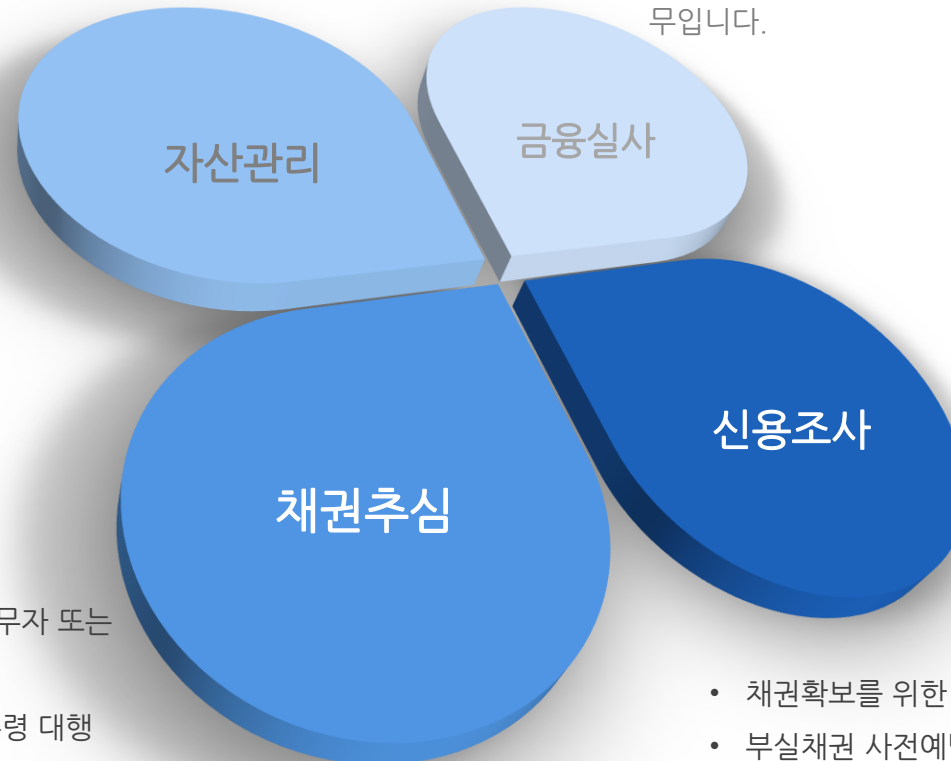 무입니다.
자산관리
금융실사
신용조사
채권추심
무자 또는
령 대행
• 채권확보를 위한
• 부실채권 사전예